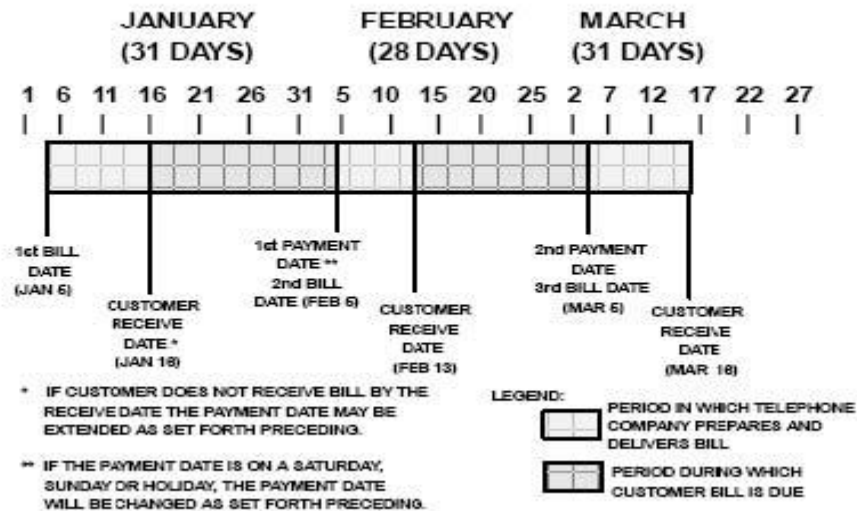 JANUARY
(31 DAYS)
FEBRUARY
(28 DAYS)
MARCH
(31 DAYS)
1 6 11 16 21 26 31 5 10 15 20 25 2 7 12 17 22 27
1st BILL
DATE
(JAN 5)
CUSTOMER
RECEIVE
DATE *
(JAN 16)
1st PAYMENT
DATE **
2nd BILL
DATE (FEB 5)
CUSTOMER
RECEIVE
DATE
(FEB 13)
2nd PAYMENT
DATE
3rd BILL DATE
(MAR 5)
CUSTOMER
RECEIVE
DATE
(MAR 16)
* IF CUSTOMER DOES NOT RECEIVE BILL BY THE
RECEIVE DATE THE PAYMENT DATE MAY BE
EXTENDED AS SET FORTH PRECEDING.
** IF THE PAYMENT DATE IS ON A SATURDAY,
SUNDAY OR HOLIDAY, THE PAYMENT DATE
WILL BE CHANGED AS SET FORTH PRECEDING.
LEGEND:
PERIOD IN WHICH TELEPHONE
COMPANY PREPARES AND
DELIVERS BILL
PERIOD DURING WHICH
CUSTOMER BILL IS DUE